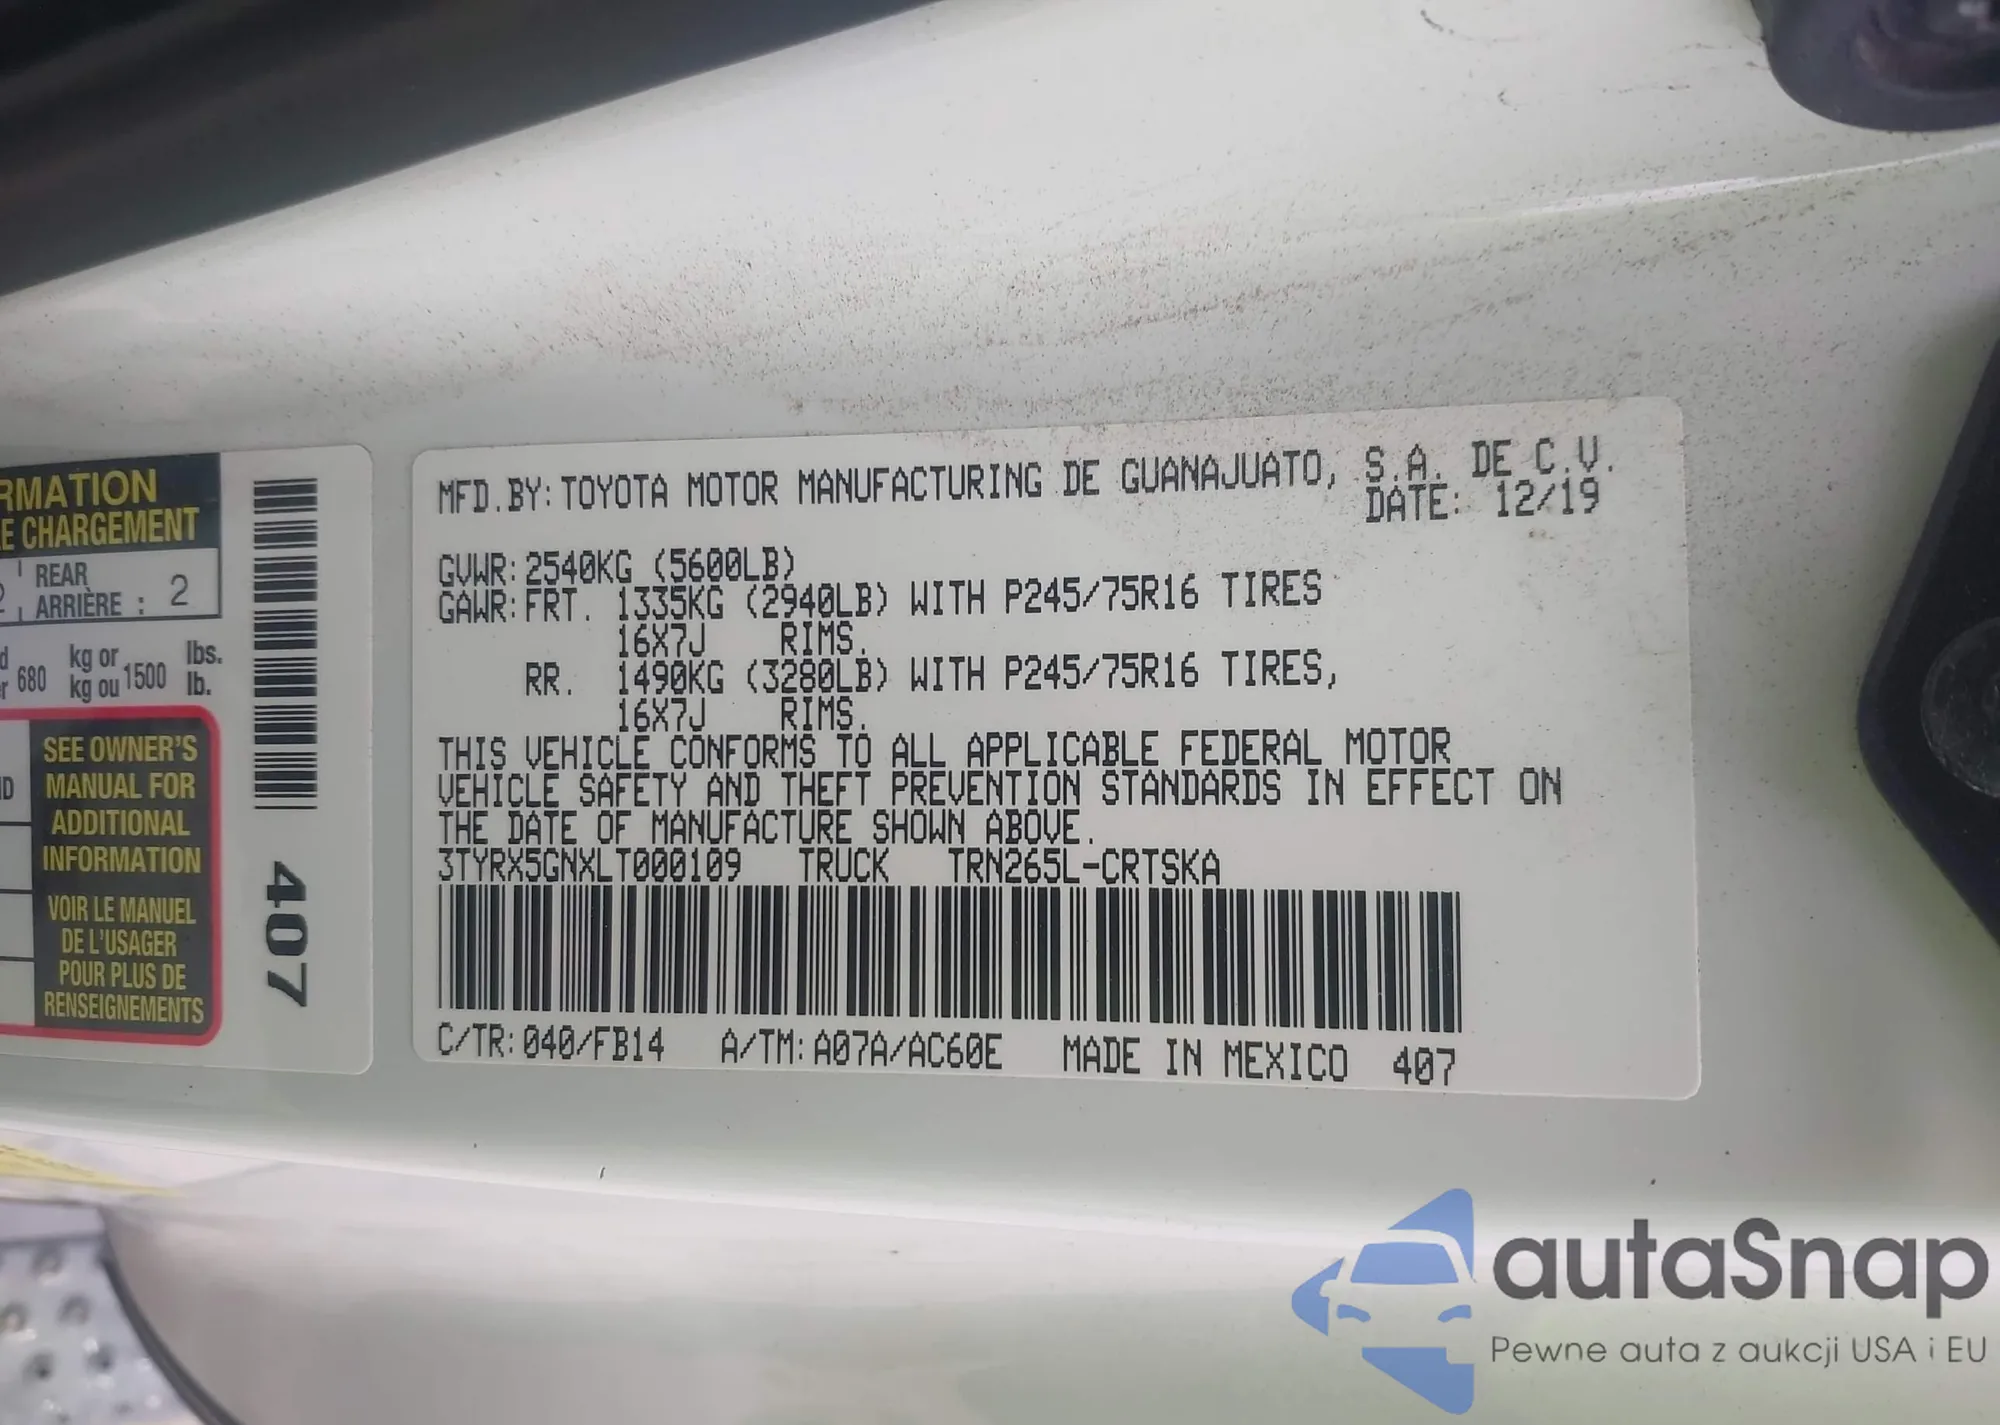 RMATION
E CHARGEMENT
REAR
ARRIÈRE : 2
680 kg or 1500 lbs.
kg ou lb.
SEE OWNER'S
MANUAL FOR
ADDITIONAL
INFORMATION
VOIR LE MANUEL
DE L'USAGER
POUR PLUS DE
RENSEIGNEMENTS
407
MFD.BY:TOYOTA MOTOR MANUFACTURING DE GUANAJUATO, S.A. DE C.V.
DATE: 12/19
GVWR:2540KG (5600LB)
GAWR:FRT. 1335KG (2940LB) WITH P245/75R16 TIRES
16X7J RIMS.
RR. 1490KG (3280LB) WITH P245/75R16 TIRES,
16X7J RIMS.
THIS VEHICLE CONFORMS TO ALL APPLICABLE FEDERAL MOTOR
VEHICLE SAFETY AND THEFT PREVENTION STANDARDS IN EFFECT ON
THE DATE OF MANUFACTURE SHOWN ABOVE.
3TYRX5GNXLT000109 TRUCK TRN265L-CRTSKA
C/TR:040/FB14 A/TM:A07A/AC60E MADE IN MEXICO 407
autaSnap
Pewne auta z aukcji USA i EU